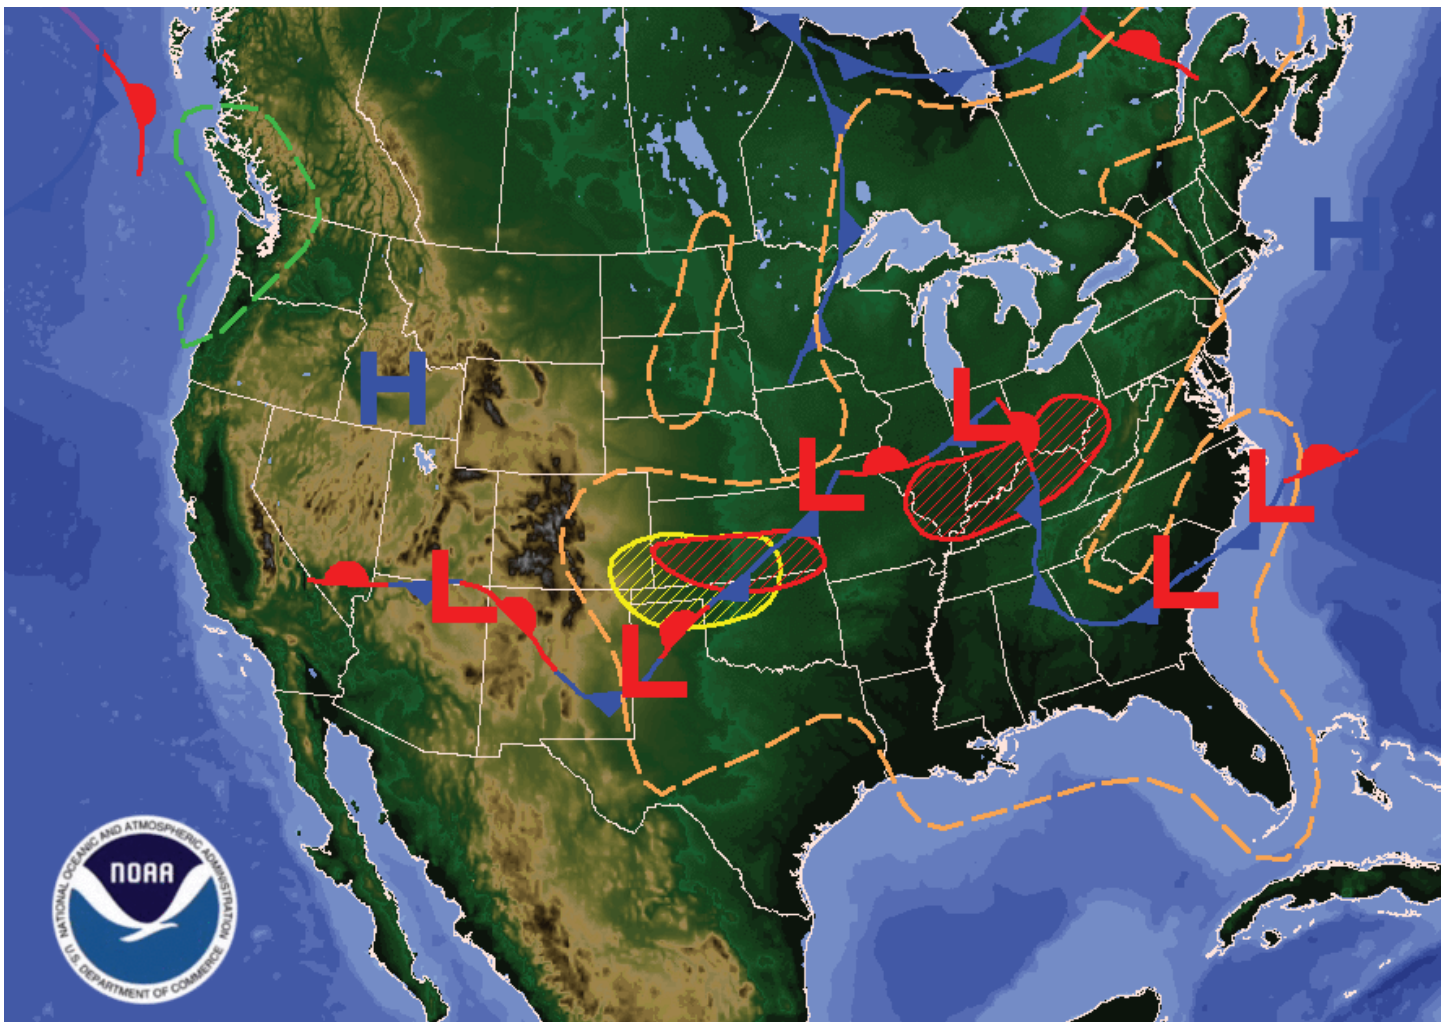 H
H
L
L
L
L
L
L
NATIONAL OCEANIC AND ATMOSPHERIC ADMINISTRATION
NOAA
U.S. DEPARTMENT OF COMMERCE